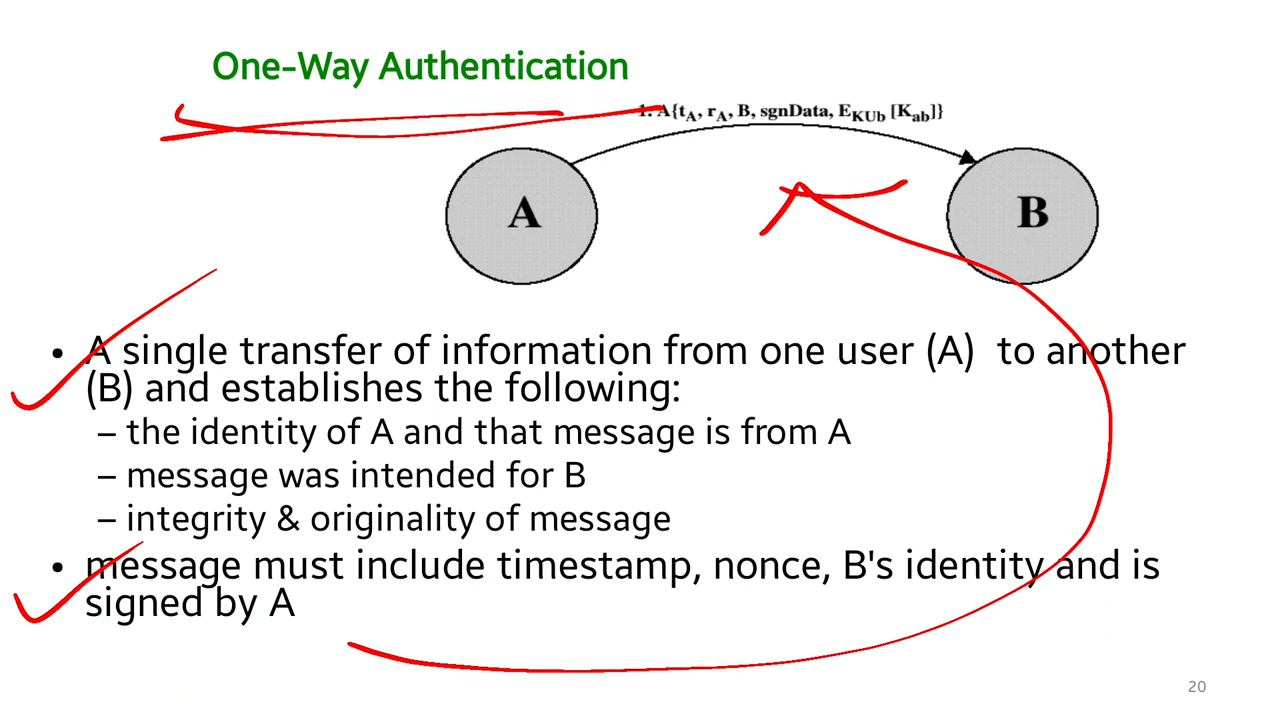 One-Way Authentication
1. A{tA, rA, B, sgnData, EKUb [Kab]}
A
B
• A single transfer of information from one user (A) to another
(B) and establishes the following:
– the identity of A and that message is from A
– message was intended for B
– integrity & originality of message
• message must include timestamp, nonce, B's identity and is
signed by A
20